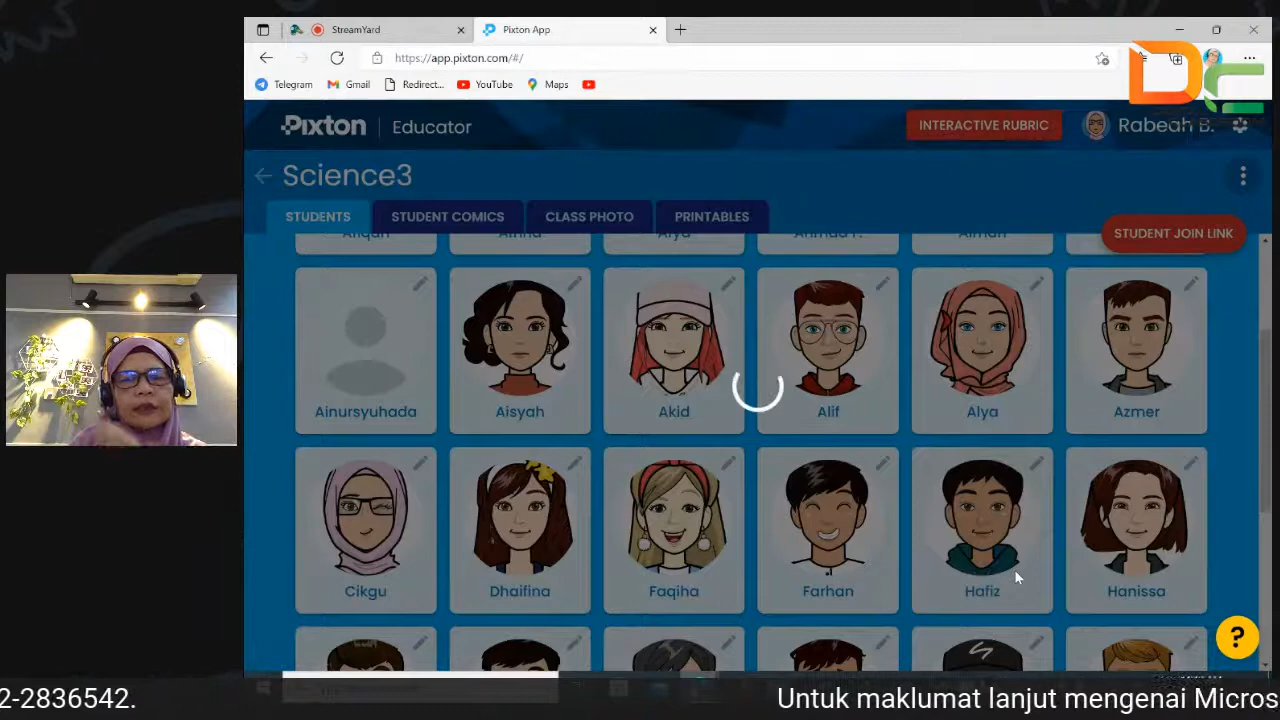 StreamYard
Pixton App
https://app.pixton.com/#/
Telegram
Gmail
Redirect...
YouTube
Maps
DE
Pixton
Educator
INTERACTIVE RUBRIC
Rabeah B.
Science3
STUDENTS
STUDENT COMICS
CLASS PHOTO
PRINTABLES
STUDENT JOIN LINK
Ainursyuhada
Aisyah
Akid
Alif
Alya
Azmer
Cikgu
Dhaifina
Faqiha
Farhan
Hafiz
Hanissa
?
2-2836542.
Untuk maklumat lanjut mengenai Micros